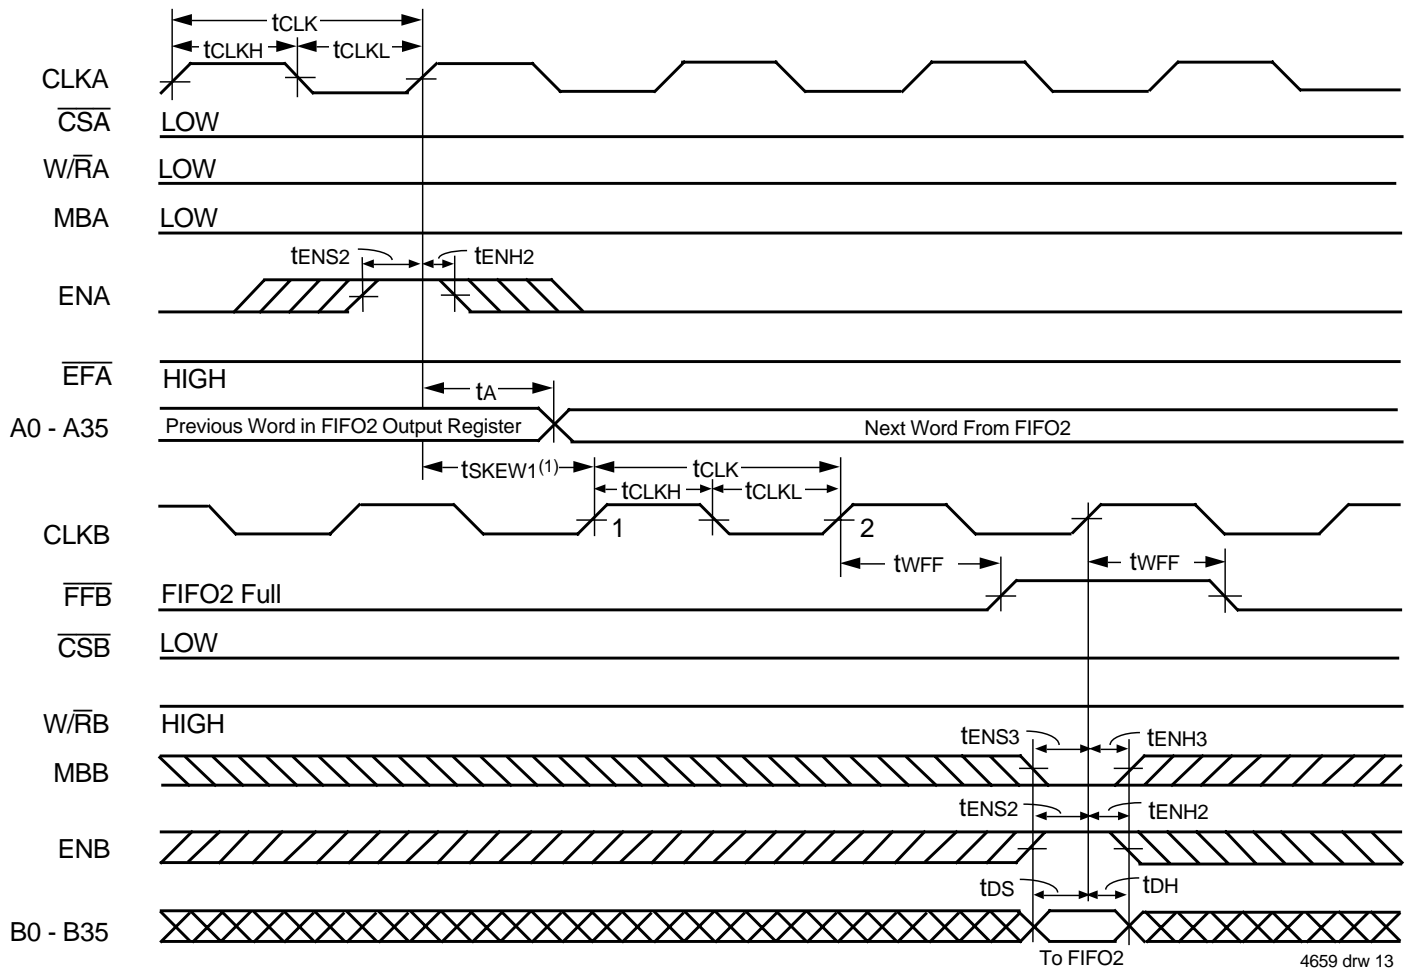 tCLK
tCLKH tCLKL
CLKA
CSA LOW
W/RA LOW
MBA LOW
tENS2 tENH2
ENA
EFA HIGH
tA
A0 - A35 Previous Word in FIFO2 Output Register Next Word From FIFO2
tSKEW1(1) tCLK
tCLKH tCLKL
CLKB 1 2
tWFF tWFF
FFB FIFO2 Full
CSB LOW
W/RB HIGH
tENS3 tENH3
MBB
tENS2 tENH2
ENB
tDS tDH
B0 - B35
To FIFO2
4659 drw 13